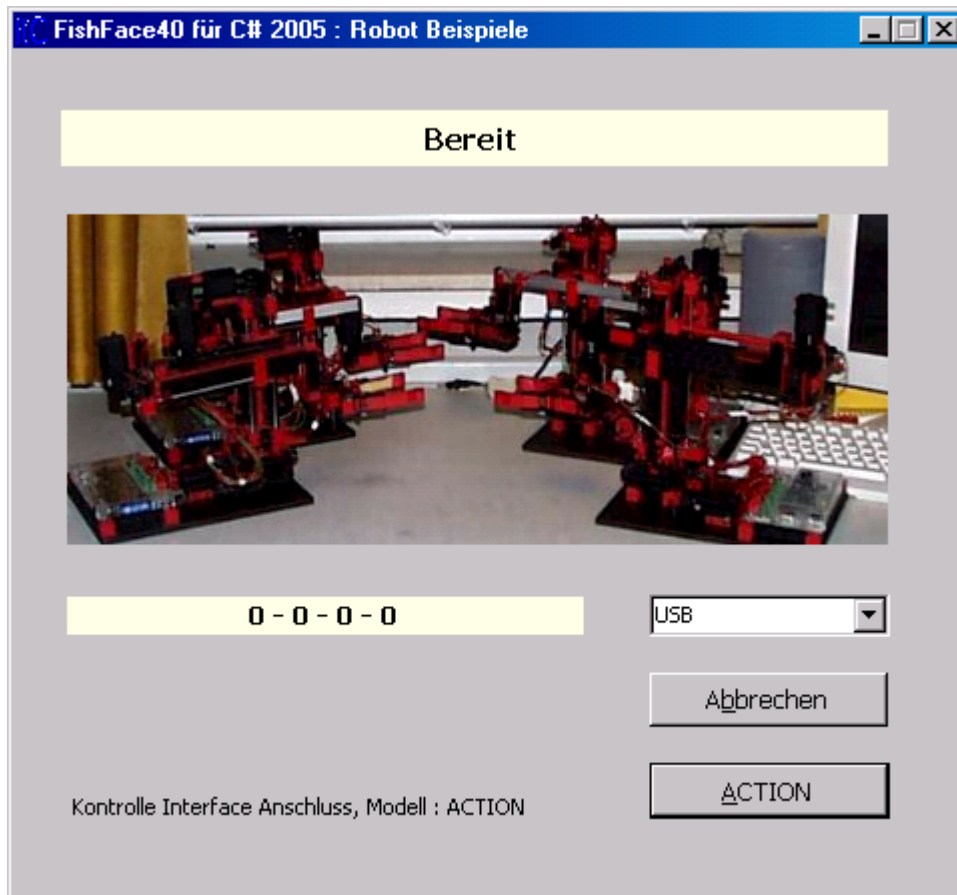 FishFace40 für C# 2005 : Robot Beispiele
Bereit
0 - 0 - 0 - 0
USB
Abbrechen
Kontrolle Interface Anschluss, Modell : ACTION
ACTION